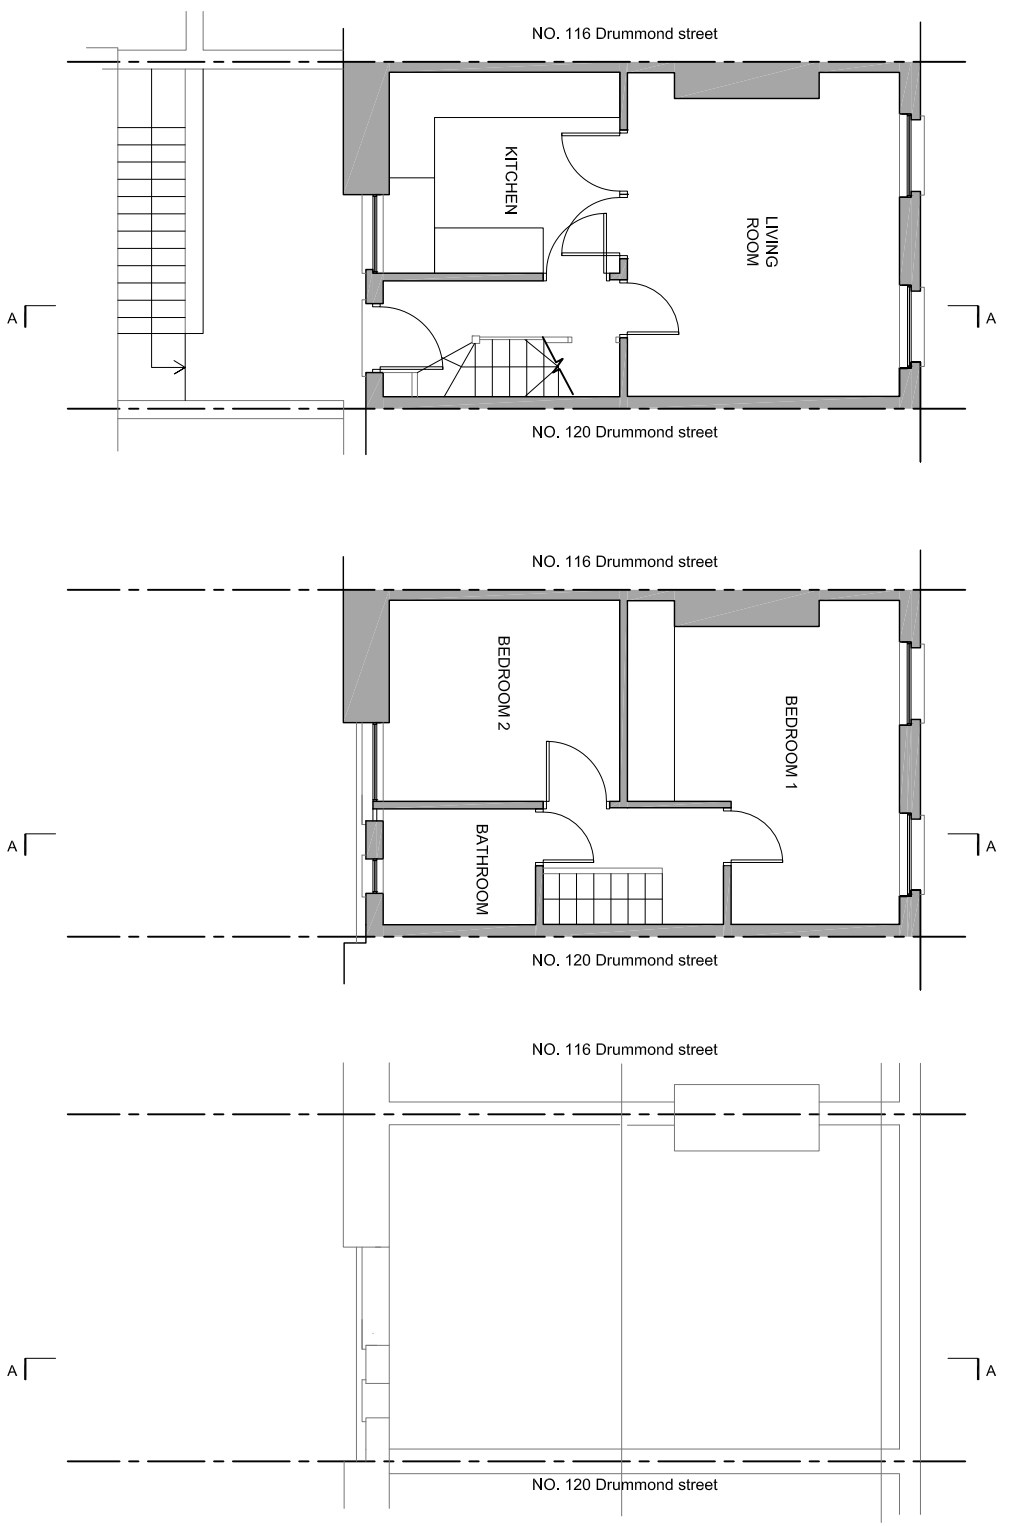 NO. 116 Drummond street
KITCHEN
LIVING
ROOM
A
A
NO. 120 Drummond street
NO. 116 Drummond street
BEDROOM 2
BEDROOM 1
BATHROOM
A
A
NO. 120 Drummond street
NO. 116 Drummond street
A
A
NO. 120 Drummond street